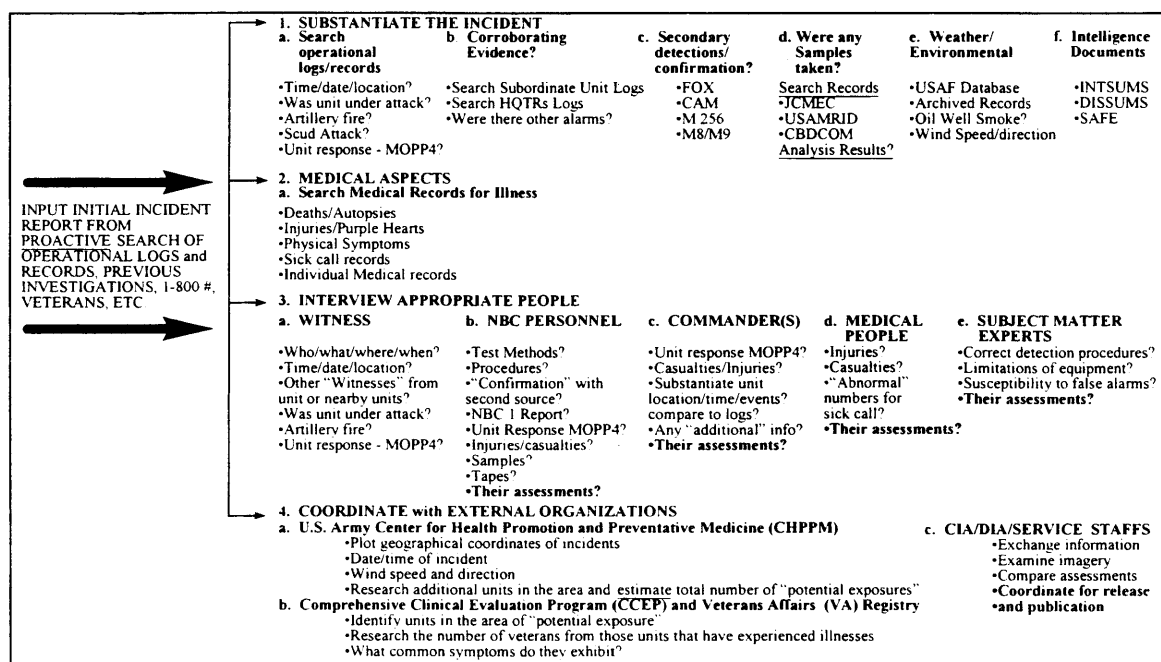 INPUT INITIAL INCIDENT
REPORT FROM
PROACTIVE SEARCH OF
OPERATIONAL LOGS and
RECORDS, PREVIOUS
INVESTIGATIONS, 1-800 #,
VETERANS, ETC
1. SUBSTANTIATE THE INCIDENT
a. Search
operational
logs/records
•Time/date/location?
•Was unit under attack?
•Artillery fire?
•Scud Attack?
•Unit response - MOPP4?
b. Corroborating
Evidence?
•Search Subordinate Unit Logs
•Search HQTRs Logs
•Were there other alarms?
c. Secondary
detections/
confirmation?
•FOX
•CAM
•M 256
•M8/M9
d. Were any
Samples
taken?
Search Records
•JCMEC
•USAMRID
•CBDCOM
Analysis Results?
e. Weather/
Environmental
•USAF Database
•Archived Records
•Oil Well Smoke?
•Wind Speed/direction
f. Intelligence
Documents
•INTSUMS
•DISSUMS
•SAFE
2. MEDICAL ASPECTS
a. Search Medical Records for Illness
•Deaths/Autopsies
•Injuries/Purple Hearts
•Physical Symptoms
•Sick call records
•Individual Medical records
3. INTERVIEW APPROPRIATE PEOPLE
a. WITNESS
•Who/what/where/when?
•Time/date/location?
•Other "Witnesses" from
unit or nearby units?
•Was unit under attack?
•Artillery fire?
•Unit response - MOPP4?
b. NBC PERSONNEL
•Test Methods?
•Procedures?
•"Confirmation" with
second source?
•NBC 1 Report?
•Unit Response MOPP4?
•Injuries/casualties?
•Samples?
•Tapes?
•Their assessments?
c. COMMANDER(S)
•Unit response MOPP4?
•Casualties/Injuries?
•Substantiate unit
location/time/events?
compare to logs?
•Any "additional" info?
•Their assessments?
d. MEDICAL
PEOPLE
•Injuries?
•Casualties?
•"Abnormal"
numbers for
sick call?
•Their assessments?
e. SUBJECT MATTER
EXPERTS
•Correct detection procedures?
•Limitations of equipment?
•Susceptibility to false alarms?
•Their assessments?
4. COORDINATE with EXTERNAL ORGANIZATIONS
a. U.S. Army Center for Health Promotion and Preventative Medicine (CHPPM)
•Plot geographical coordinates of incidents
•Date/time of incident
•Wind speed and direction
•Research additional units in the area and estimate total number of "potential exposures"
b. Comprehensive Clinical Evaluation Program (CCEP) and Veterans Affairs (VA) Registry
•Identify units in the area of "potential exposure"
•Research the number of veterans from those units that have experienced illnesses
•What common symptoms do they exhibit?
c. CIA/DIA/SERVICE STAFFS
•Exchange information
•Examine imagery
•Compare assessments
•Coordinate for release
•and publication